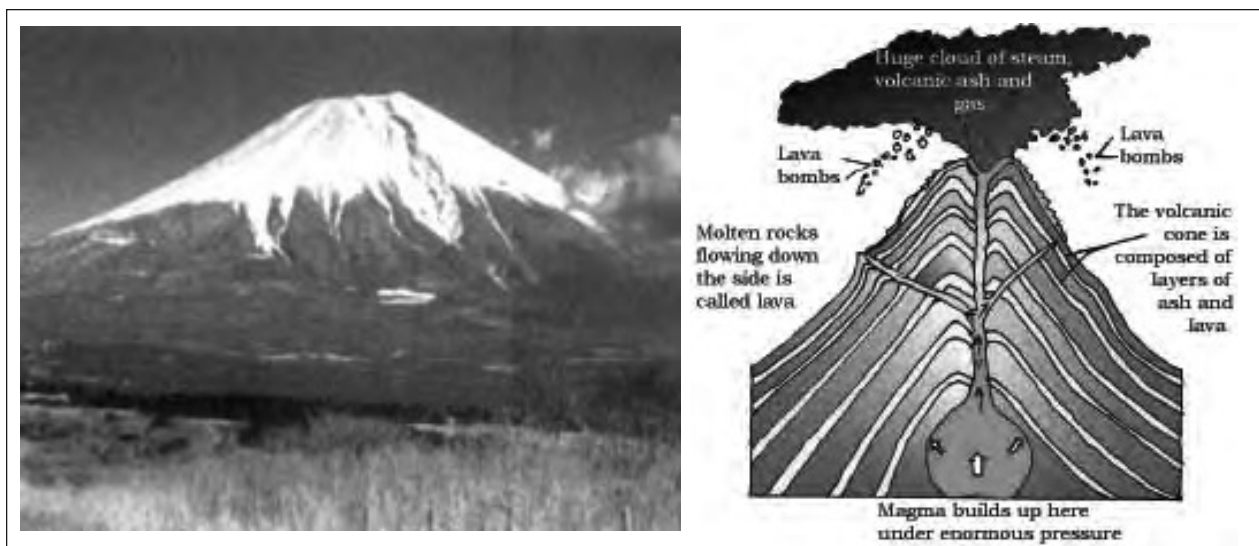 Huge cloud of steam,
volcanic ash and
gas
Lava
bombs
Lava
bombs
Molten rocks
flowing down
the side is
called lava
The volcanic
cone is
composed of
layers of
ash and
lava
Magma builds up here
under enormous pressure